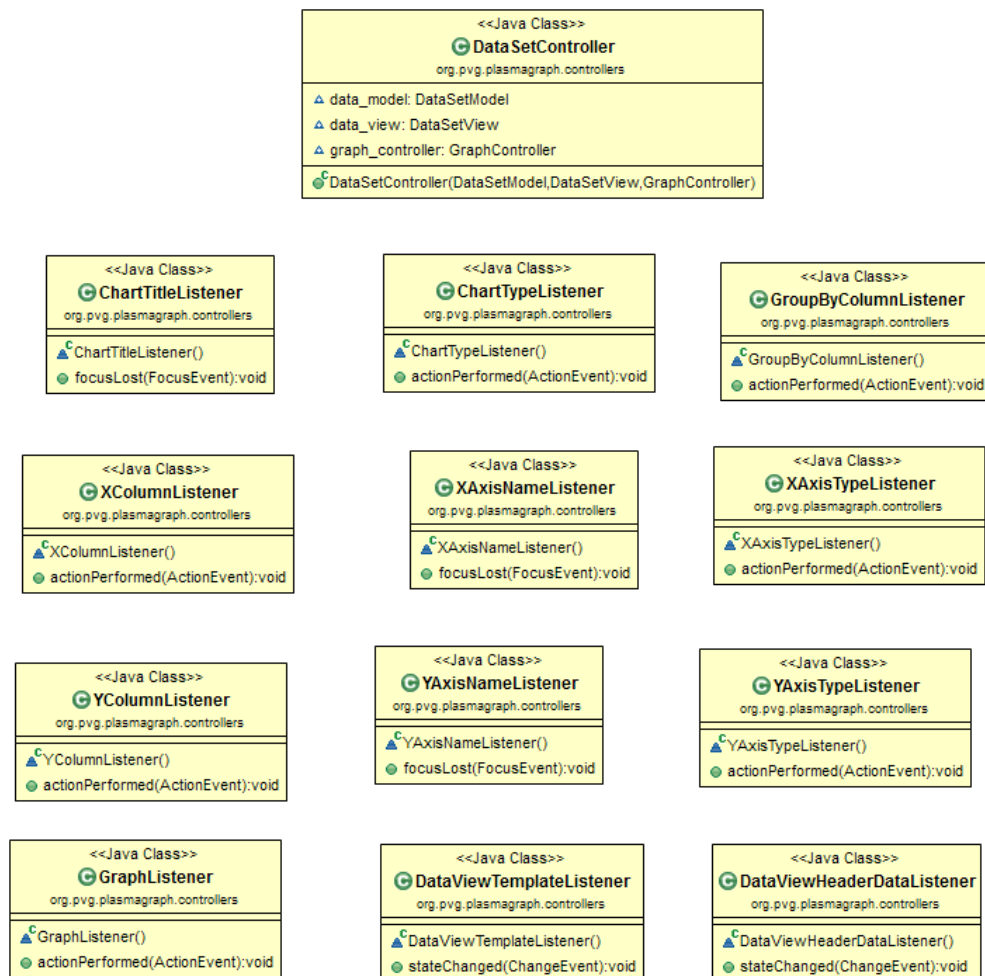 <<Java Class>>
DataSetController
org.pvg.plasmagraph.controllers
data_model: DataSetModel
data_view: DataSetView
graph_controller: GraphController
DataSetController(DataSetModel,DataSetView,GraphController)
<<Java Class>>
ChartTitleListener
org.pvg.plasmagraph.controllers
ChartTitleListener()
focusLost(FocusEvent):void
<<Java Class>>
ChartTypeListener
org.pvg.plasmagraph.controllers
ChartTypeListener()
actionPerformed(ActionEvent):void
<<Java Class>>
GroupByColumnListener
org.pvg.plasmagraph.controllers
GroupByColumnListener()
actionPerformed(ActionEvent):void
<<Java Class>>
XColumnListener
org.pvg.plasmagraph.controllers
XColumnListener()
actionPerformed(ActionEvent):void
<<Java Class>>
XAxisNameListener
org.pvg.plasmagraph.controllers
XAxisNameListener()
focusLost(FocusEvent):void
<<Java Class>>
XAxisTypeListener
org.pvg.plasmagraph.controllers
XAxisTypeListener()
actionPerformed(ActionEvent):void
<<Java Class>>
YColumnListener
org.pvg.plasmagraph.controllers
YColumnListener()
actionPerformed(ActionEvent):void
<<Java Class>>
YAxisNameListener
org.pvg.plasmagraph.controllers
YAxisNameListener()
focusLost(FocusEvent):void
<<Java Class>>
YAxisTypeListener
org.pvg.plasmagraph.controllers
YAxisTypeListener()
actionPerformed(ActionEvent):void
<<Java Class>>
GraphListener
org.pvg.plasmagraph.controllers
GraphListener()
actionPerformed(ActionEvent):void
<<Java Class>>
DataViewTemplateListener
org.pvg.plasmagraph.controllers
DataViewTemplateListener()
stateChanged(ChangeEvent):void
<<Java Class>>
DataViewHeaderDataListener
org.pvg.plasmagraph.controllers
DataViewHeaderDataListener()
stateChanged(ChangeEvent):void